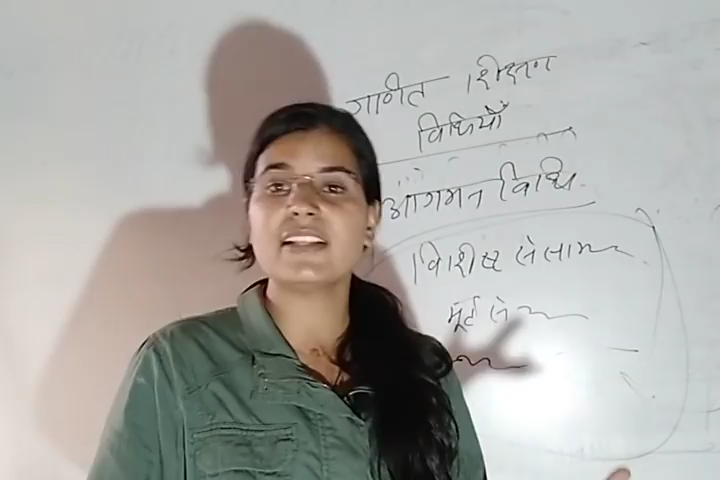 गणित शिक्षण
विधियाँ
आगमन विधि
विशिष्ट से सामा
मूर्त से